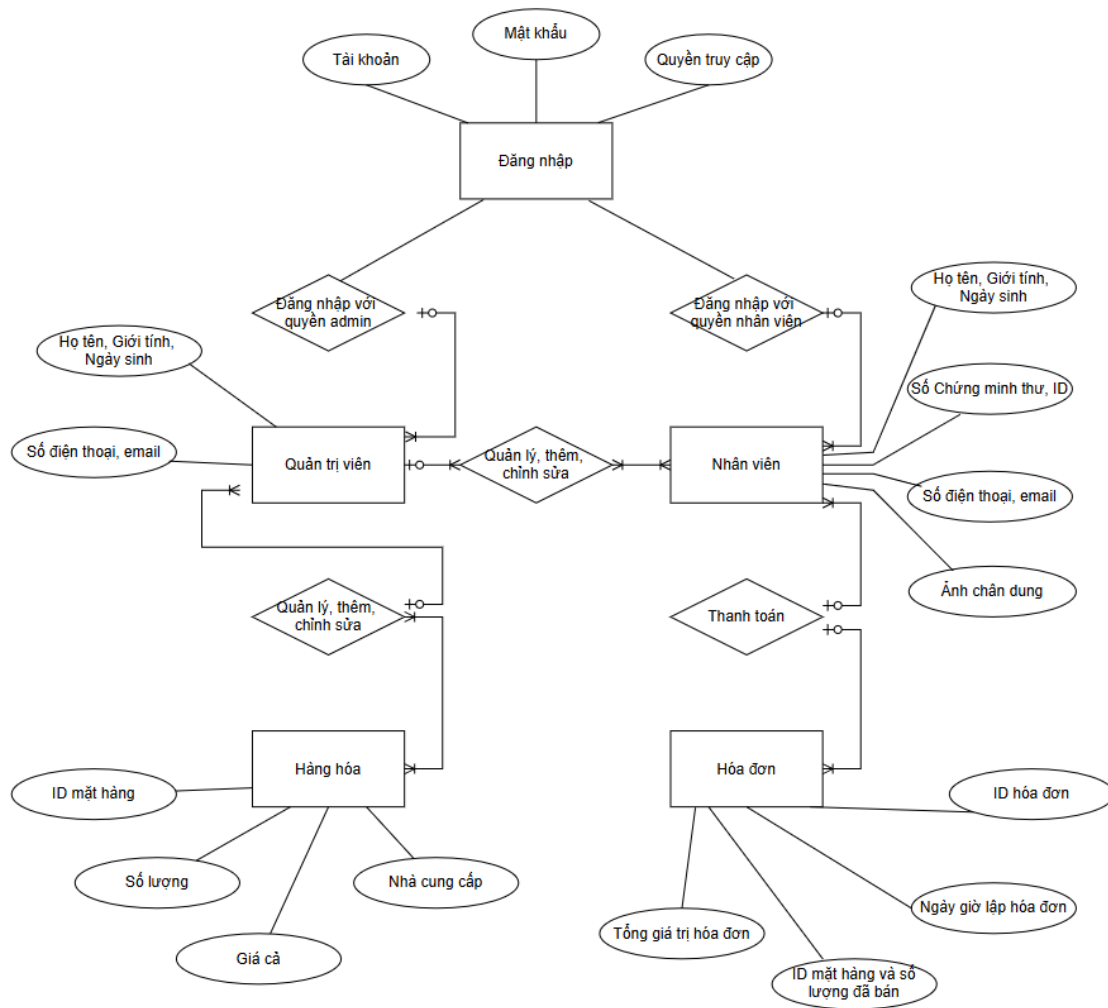 Mật khẩu
Tài khoản
Quyền truy cập
Đăng nhập
Đăng nhập với
quyền admin
Đăng nhập với
quyền nhân viên
Họ tên, Giới tính,
Ngày sinh
Họ tên, Giới tính,
Ngày sinh
Số Chứng minh thư, ID
Số điện thoại, email
Quản trị viên
Quản lý, thêm,
chỉnh sửa
Nhân viên
Số điện thoại, email
Ảnh chân dung
Quản lý, thêm,
chỉnh sửa
Thanh toán
Hàng hóa
Hóa đơn
ID mặt hàng
ID hóa đơn
Số lượng
Nhà cung cấp
Ngày giờ lập hóa đơn
Tổng giá trị hóa đơn
Giá cả
ID mặt hàng và số
lượng đã bán